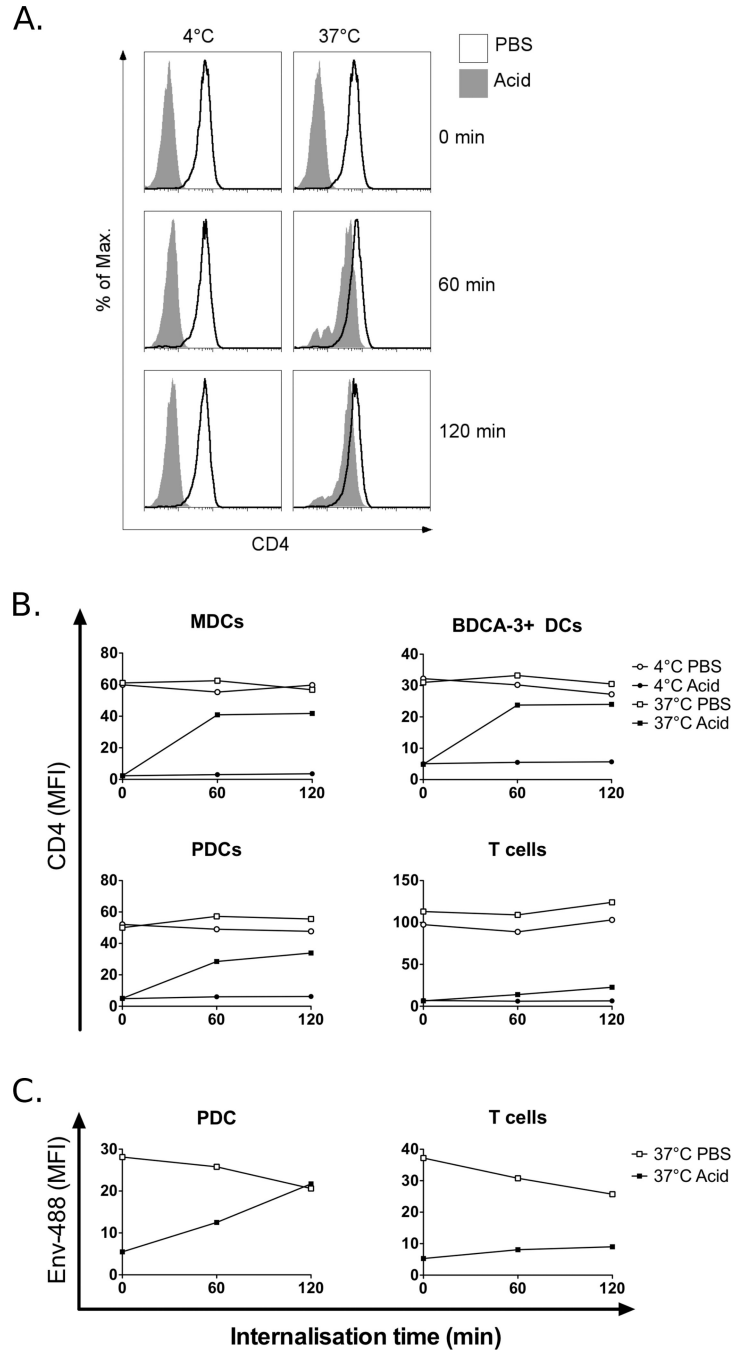 A.
4°C
37°C
PBS
Acid
0 min
60 min
120 min
% of Max.
CD4
B.
MDCs
80
60
40
20
0
0 60 120
BDCA-3+ DCs
40
30
20
10
0
0 60 120
4°C PBS
4°C Acid
37°C PBS
37°C Acid
CD4 (MFI)
PDCs
80
60
40
20
0
0 60 120
T cells
150
100
50
0
0 60 120
C.
PDC
30
20
10
0
0 60 120
T cells
40
30
20
10
0
0 60 120
37°C PBS
37°C Acid
Env-488 (MFI)
Internalisation time (min)